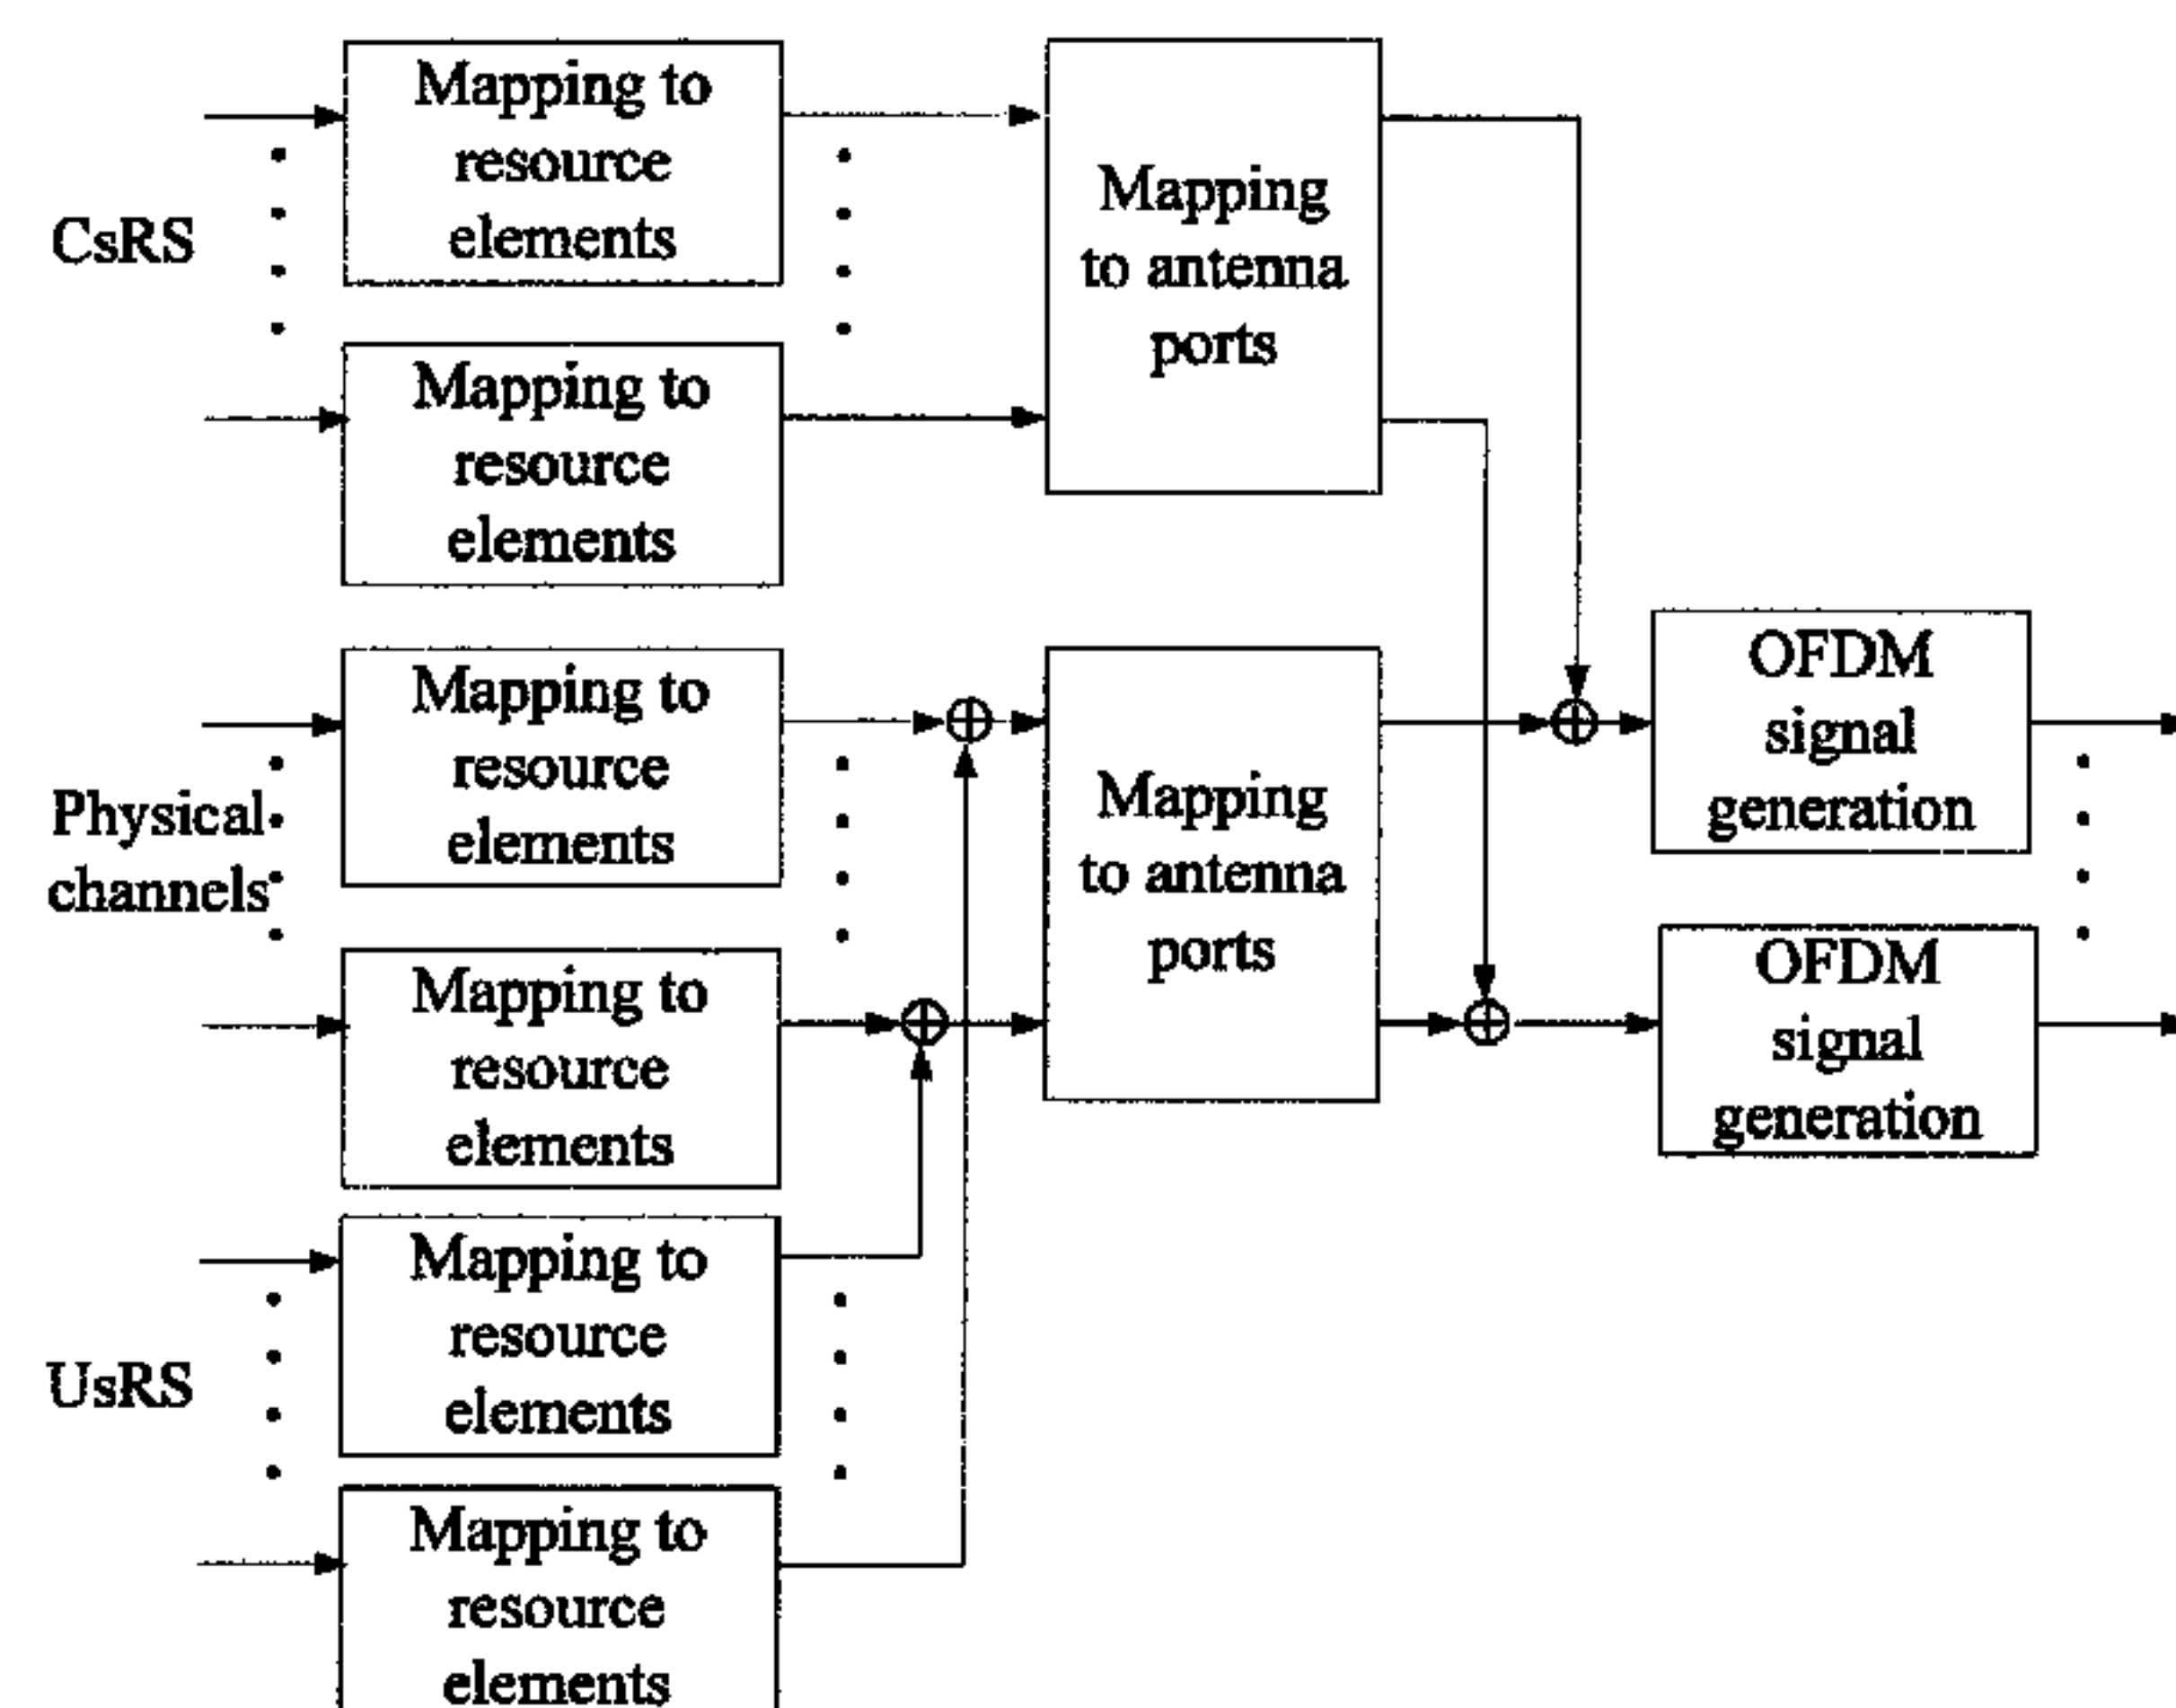 Mapping to
resource
elements
CsRS
Mapping to
resource
elements
Mapping
to antenna
ports
Mapping to
resource
elements
Physical
channels
Mapping to
resource
elements
Mapping
to antenna
ports
OFDM
signal
generation
OFDM
signal
generation
Mapping to
resource
elements
UsRS
Mapping to
resource
elements